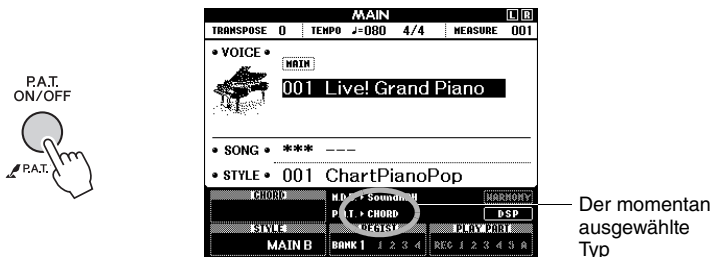 MAIN L R
TRANSPOSE 0 TEMPO ♩=080 4/4 MEASURE 001
• VOICE •
MAIN
001 Live! Grand Piano
P.A.T.
ON/OFF
P.A.T.
• SONG • *** ---
• STYLE • 001 ChartPianoPop
CHORD M.D.B. ▸ HARMONY
P.A.T. ▸ CHORD DSP
STYLE REGIST PLAY PART
MAIN B BANK 1 1 2 3 4 REC 1 2 3 4 5 A
Der momentan
ausgewählte
Typ